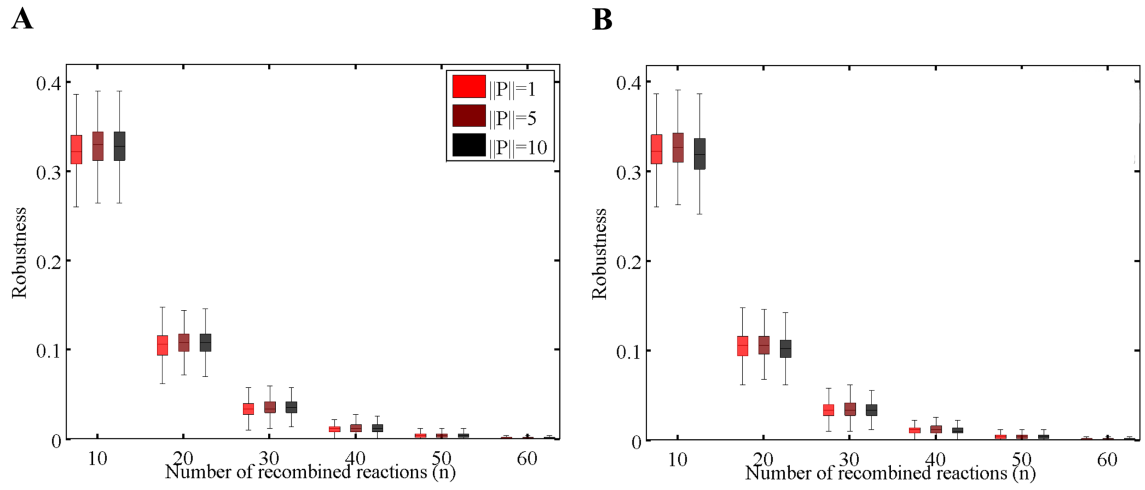 A
B
0.4
0.3
0.2
0.1
0
Robustness
||P||=1
||P||=5
||P||=10
10 20 30 40 50 60
Number of recombined reactions (n)
0.4
0.3
0.2
0.1
0
Robustness
10 20 30 40 50 60
Number of recombined reactions (n)